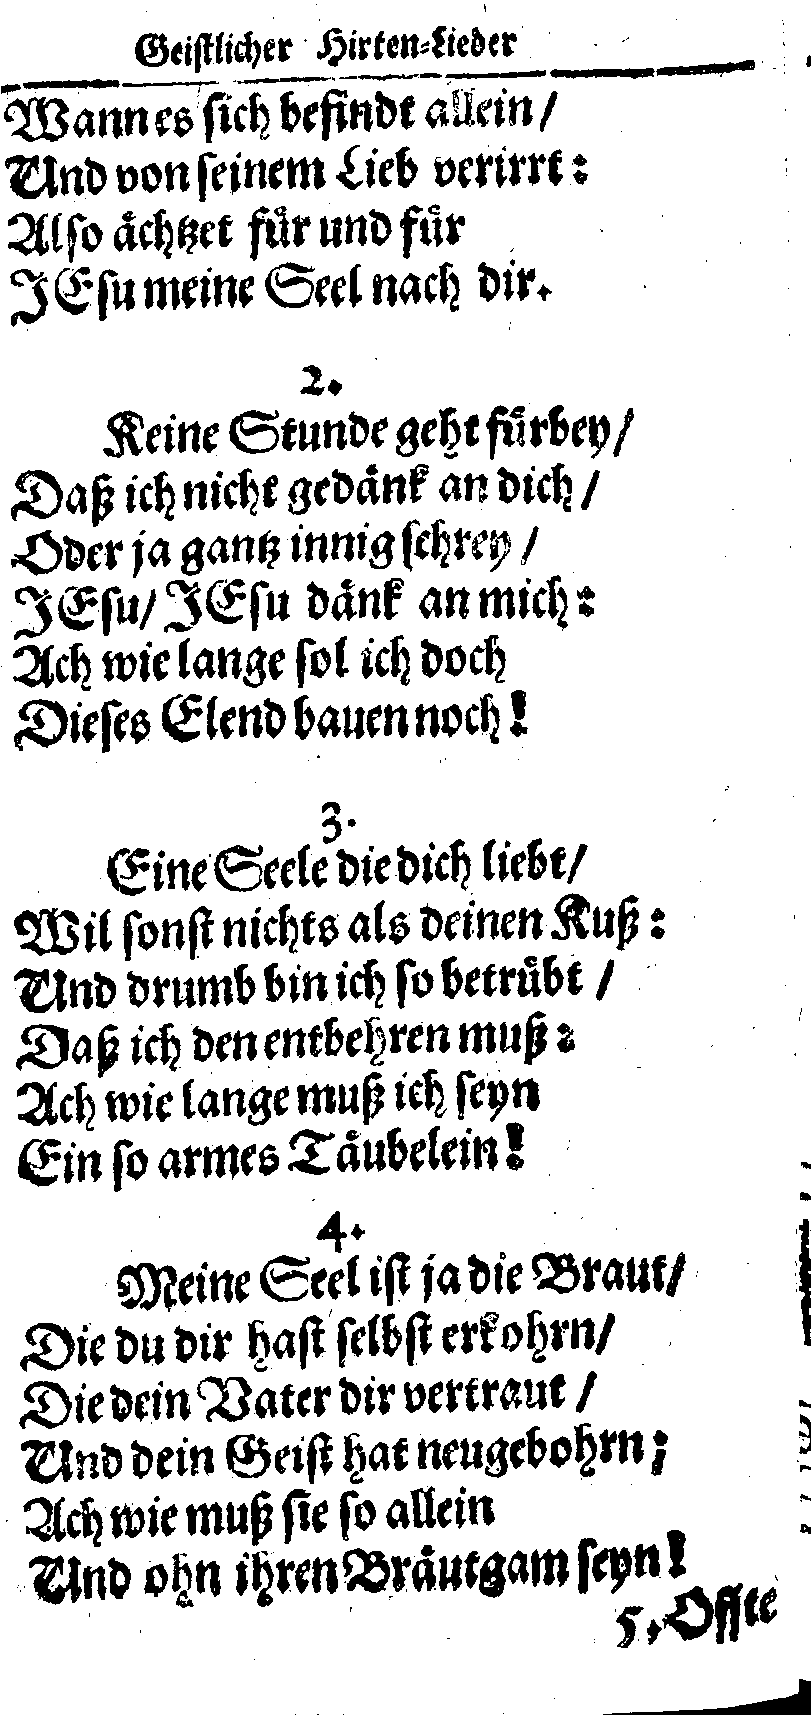 Geistlicher Hirten-Lieder
Wann es sich befindt allein/
Und von seinem Lieb verirrt:
Also ächtzet für und für
JEsu meine Seel nach dir.
2.
Keine Stunde geht fürbey/
Daß ich nicht gedänk an dich/
Oder ja gantz innig schrey/
JEsu/ JEsu dänk an mich:
Ach wie lange sol ich doch
Dieses Elend bauen noch!
3.
Eine Seele die dich liebt/
Wil sonst nichts als deinen Kuß:
Und drumb bin ich so betrübt/
Daß ich den entbehren muß:
Ach wie lange muß ich seyn
Ein so armes Täubelein!
4.
Meine Seel ist ja die Braut/
Die du dir hast selbst erkohrn/
Die dein Vater dir vertraut/
Und dein Geist hat neugebohrn;
Ach wie muß sie so allein
Und ohn ihren Bräutgam seyn!
5. Offte